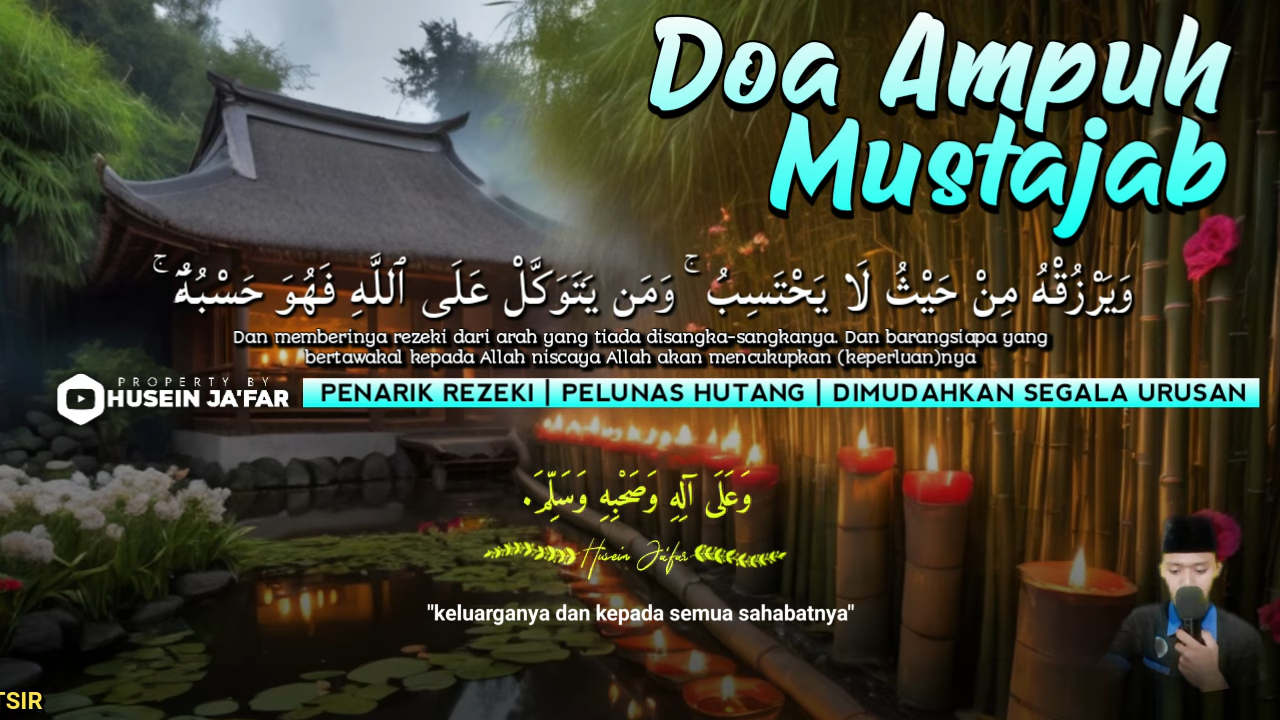 Doa Ampuh
Mustajab
وَيَرْزُقْهُ مِنْ حَيْثُ لَا يَحْتَسِبُ ۚ وَمَن يَتَوَكَّلْ عَلَى ٱللَّهِ فَهُوَ حَسْبُهُۥٓ ۚ
Dan memberinya rezeki dari arah yang tiada disangka-sangkanya. Dan barangsiapa yang
bertawakal kepada Allah niscaya Allah akan mencukupkan (keperluan)nya
PROPERTY BY
HUSEIN JA'FAR
PENARIK REZEKI | PELUNAS HUTANG | DIMUDAHKAN SEGALA URUSAN
وَعَلَى آلِهِ وَصَحْبِهِ وَسَلِّمَ.
Husein Ja'far
"keluarganya dan kepada semua sahabatnya"
TSIR